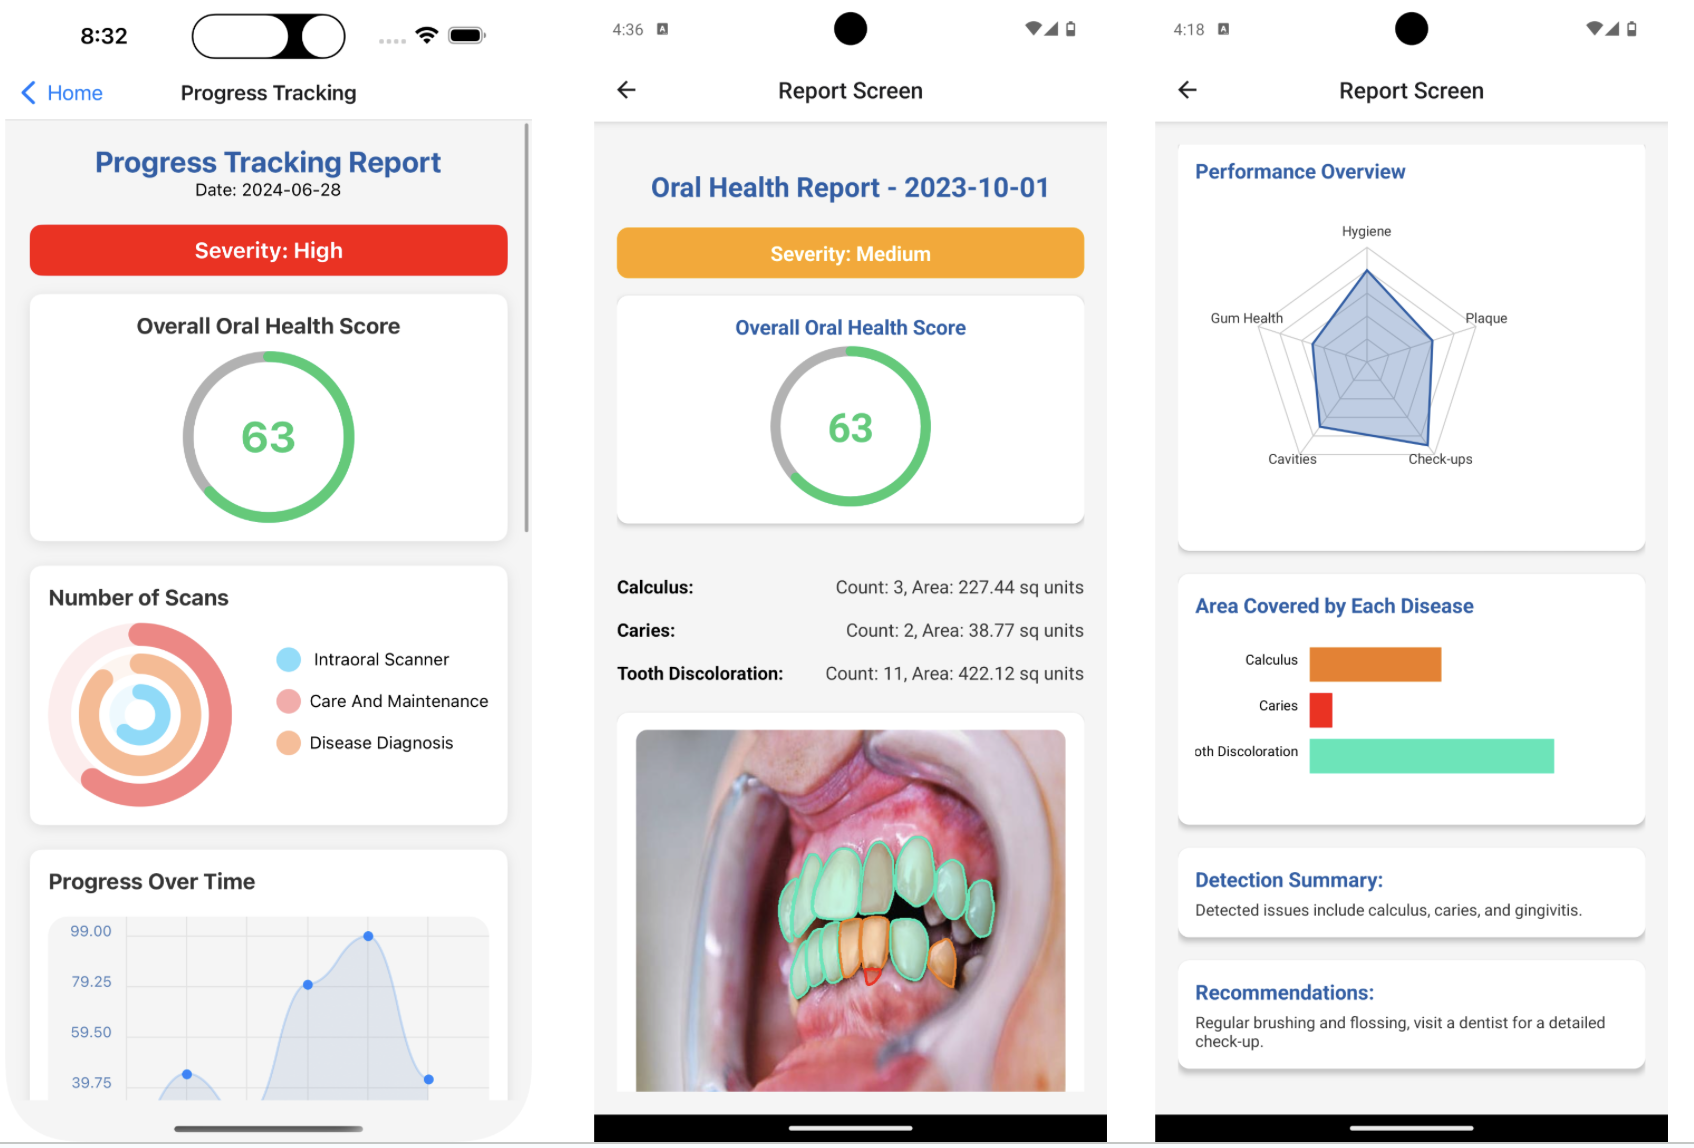 8:32
Home
Progress Tracking
Progress Tracking Report
Date: 2024-06-28
Severity: High
Overall Oral Health Score
63
Number of Scans
Intraoral Scanner
Care And Maintenance
Disease Diagnosis
Progress Over Time
99.00
79.25
59.50
39.75
4:36
A
Report Screen
Oral Health Report - 2023-10-01
Severity: Medium
Overall Oral Health Score
63
Calculus: Count: 3, Area: 227.44 sq units
Caries: Count: 2, Area: 38.77 sq units
Tooth Discoloration: Count: 11, Area: 422.12 sq units
4:18
A
Report Screen
Performance Overview
Hygiene
Gum Health
Plaque
Cavities
Check-ups
Area Covered by Each Disease
Calculus
Caries
oth Discoloration
Detection Summary:
Detected issues include calculus, caries, and gingivitis.
Recommendations:
Regular brushing and flossing, visit a dentist for a detailed
check-up.